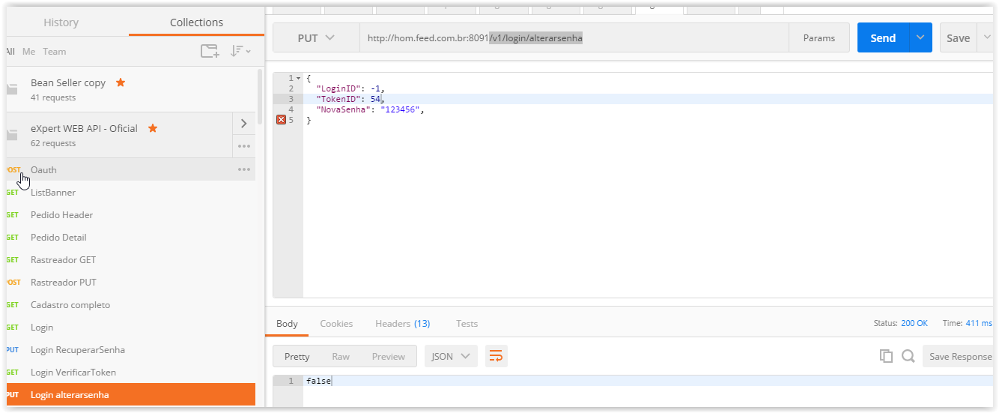 History Collections
All Me Team
Bean Seller copy
41 requests
eXpert WEB API - Oficial
62 requests
POST Oauth
GET ListBanner
GET Pedido Header
GET Pedido Detail
GET Rastreador GET
POST Rastreador PUT
GET Cadastro completo
GET Login
PUT Login RecuperarSenha
GET Login VerificarToken
PUT Login alterarsenha
PUT http://hom.feed.com.br:8091/v1/login/alterarsenha Params Send Save
1 {
2 "LoginID": -1,
3 "TokenID": 54,
4 "NovaSenha": "123456",
5 }
Body Cookies Headers (13) Tests Status: 200 OK Time: 411 ms
Pretty Raw Preview JSON Save Response
1 false